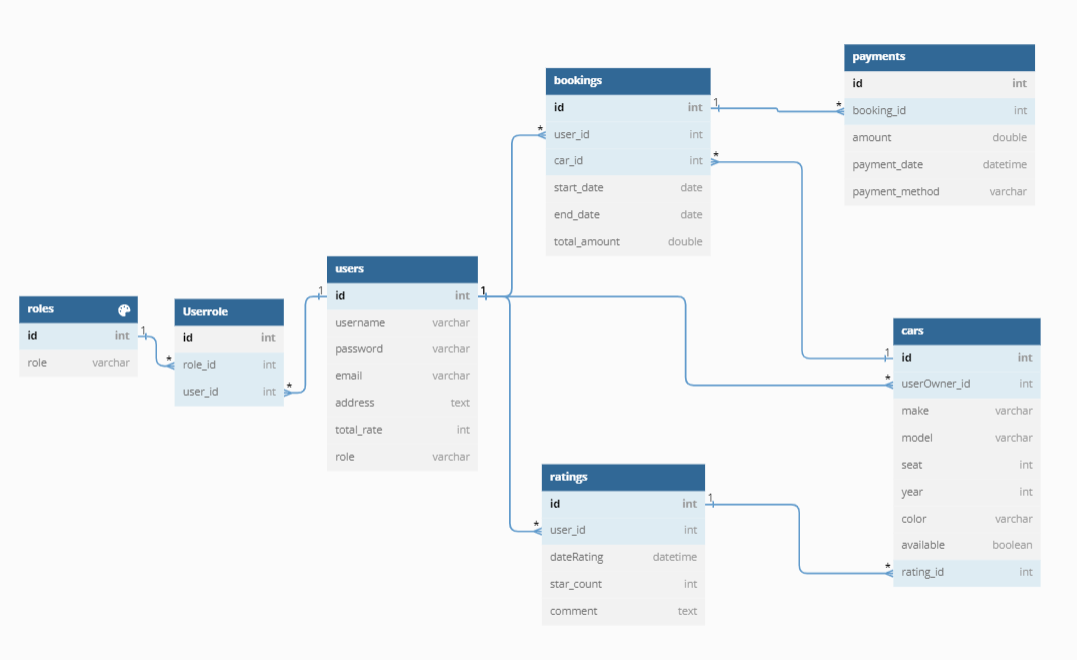 roles
id int
role varchar
Userrole
id int
role_id int
user_id int
users
id int
username varchar
password varchar
email varchar
address text
total_rate int
role varchar
bookings
id int
user_id int
car_id int
start_date date
end_date date
total_amount double
payments
id int
booking_id int
amount double
payment_date datetime
payment_method varchar
ratings
id int
user_id int
dateRating datetime
star_count int
comment text
cars
id int
userOwner_id int
make varchar
model varchar
seat int
year int
color varchar
available boolean
rating_id int
1
*
*
1
1
*
*
*
1
*
*
1
1
*